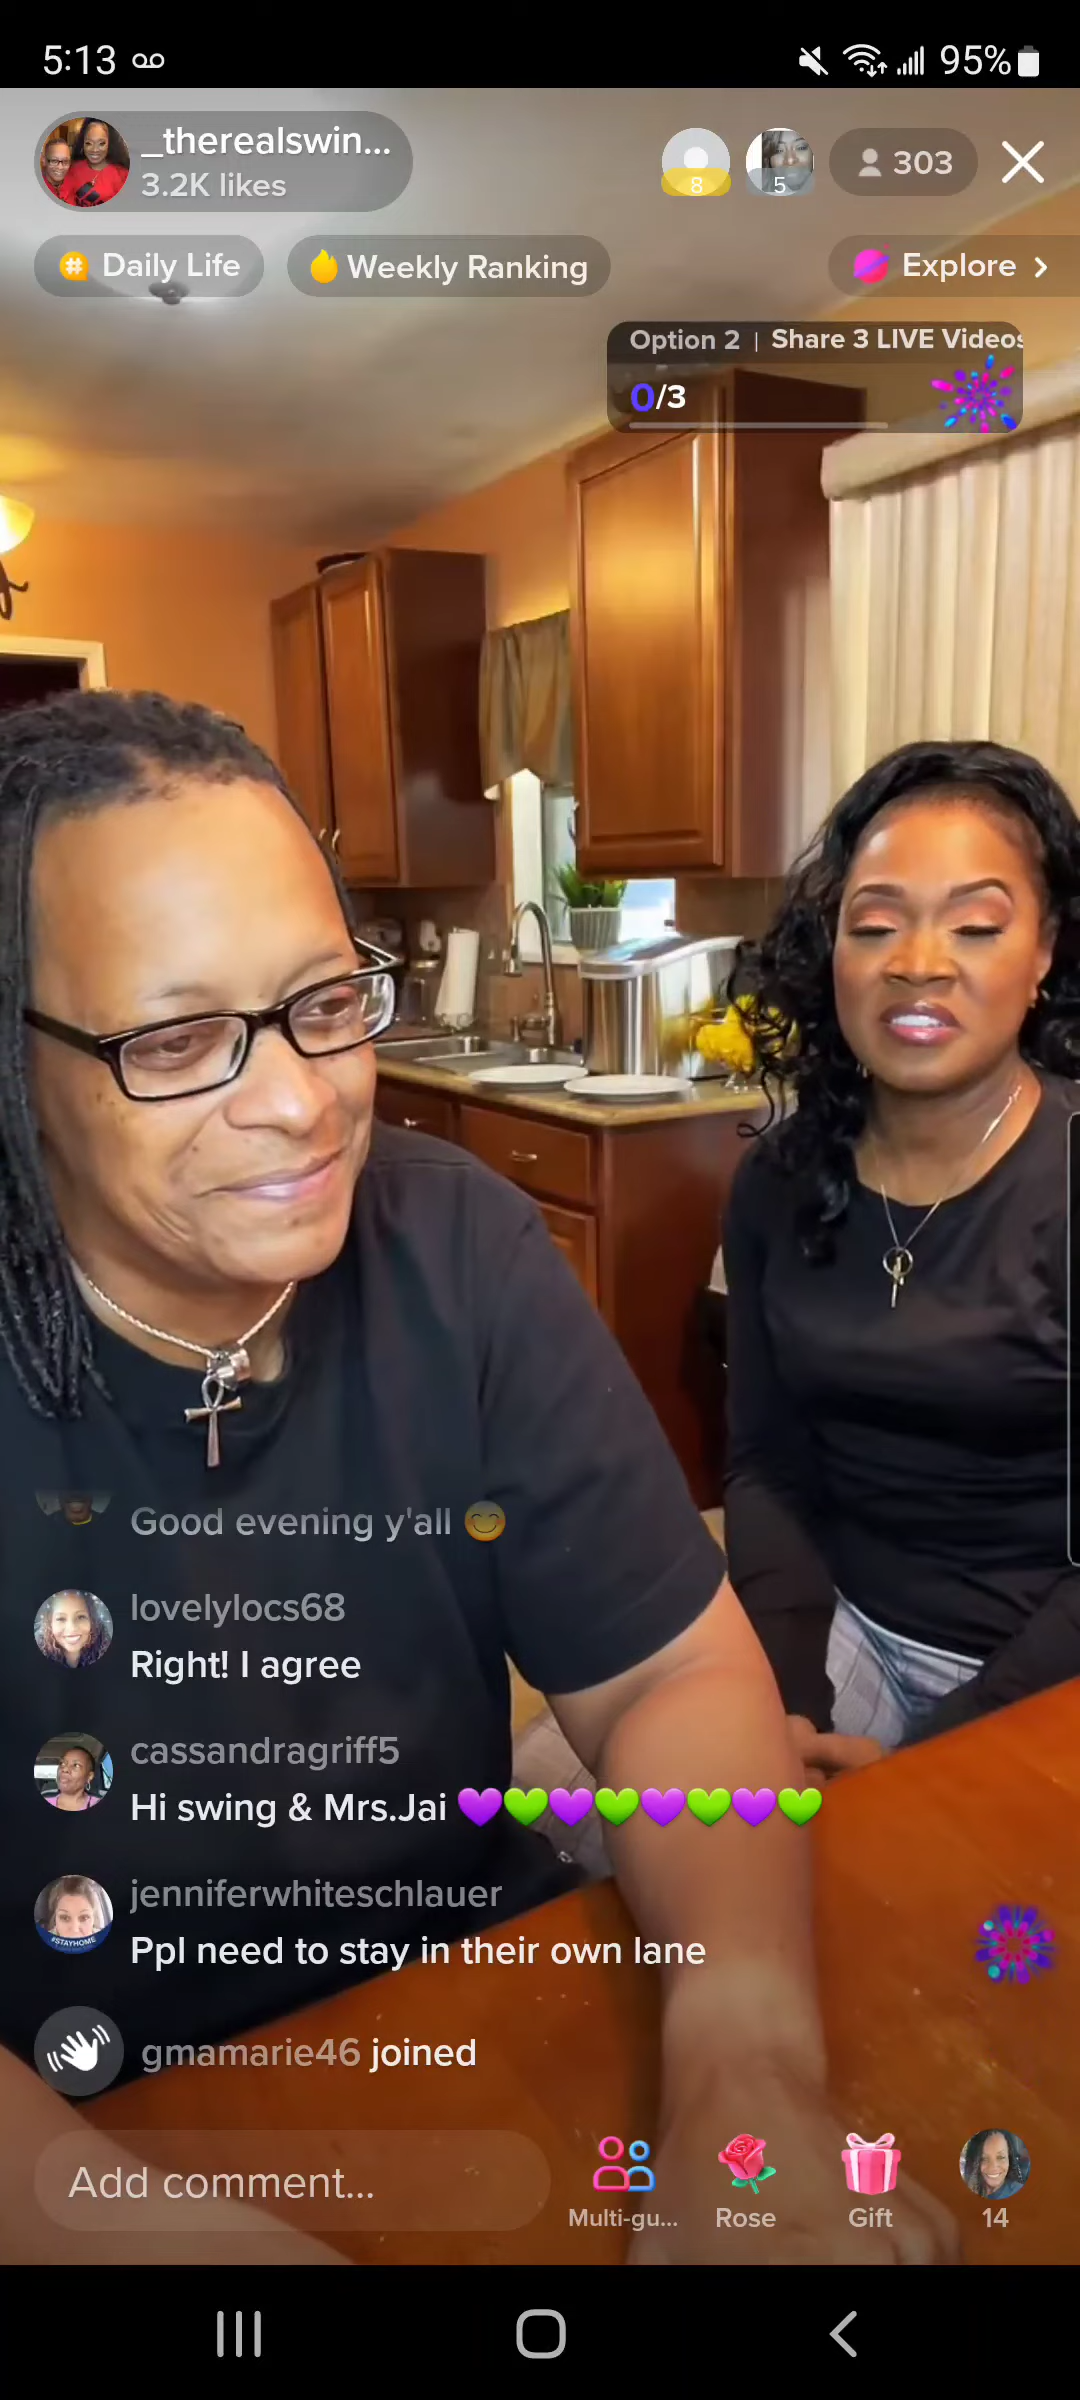 5:13
95%
_therealswin...
3.2K likes
8
5
303
Daily Life
Weekly Ranking
Explore >
Option 2 | Share 3 LIVE Videos
0/3
Good evening y'all 😊
lovelylocs68
Right! I agree
cassandragriff5
Hi swing & Mrs.Jai 💜💚💜💚💜💚💜💚
jenniferwhiteschlauer
#STAYHOME
Ppl need to stay in their own lane
gmamarie46 joined
Add comment...
Multi-gu...
Rose
Gift
14